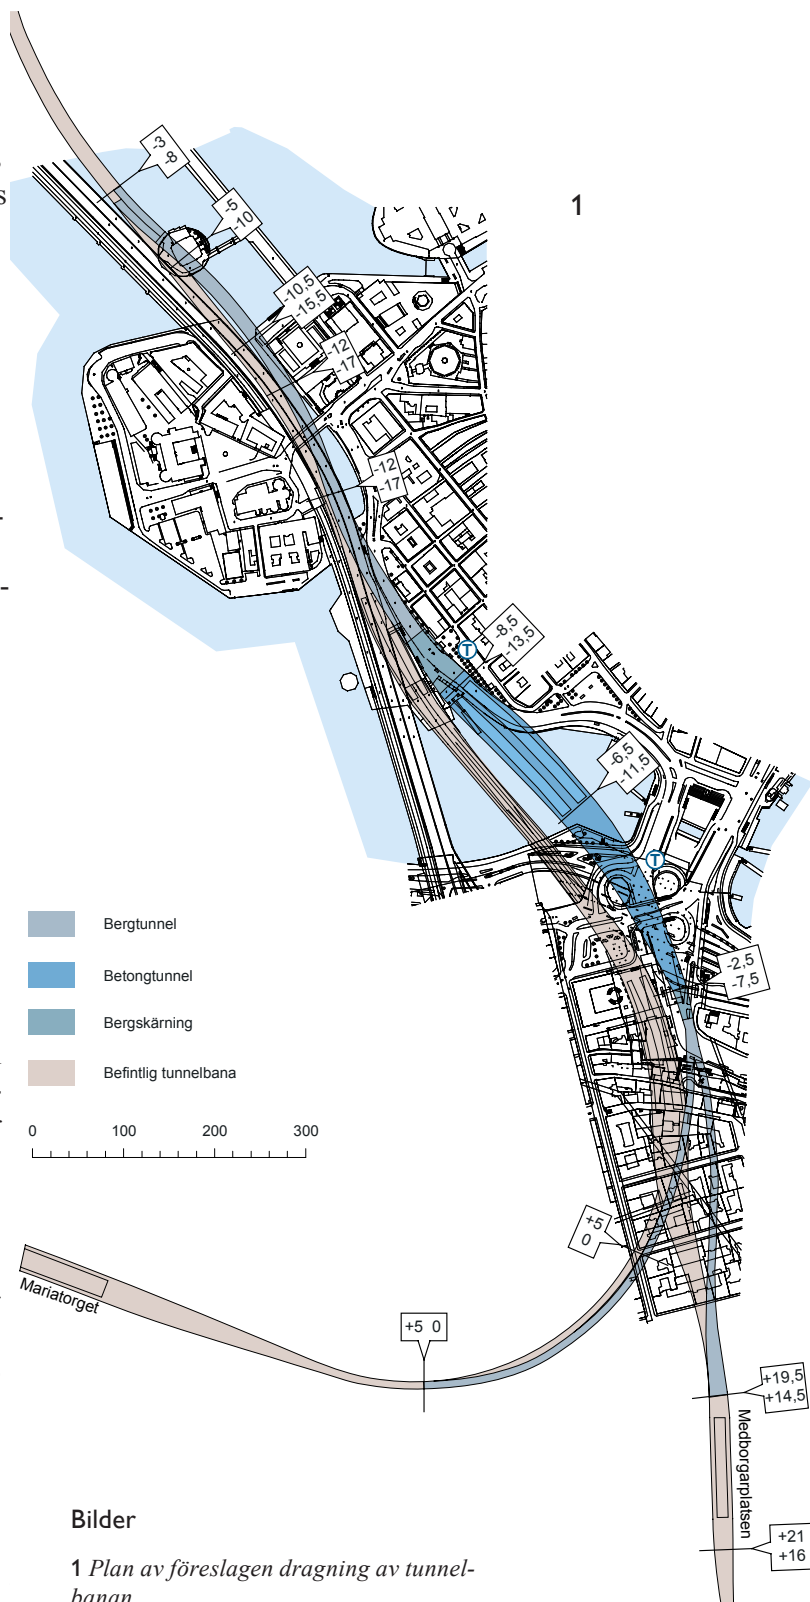 -3
-8
s
1
-5
-10
-10,5
-15,5
-12
-17
-12
-17
-
-
-8,5
-13,5
T
-6,5
-11,5
T
Bergtunnel
Betongtunnel
-2,5
-7,5
Bergskärning
Befintlig tunnelbana
0 100 200 300
+5
0
Mariatorget
+5 0
+19,5
+14,5
Medborgarplatsen
+21
+16
Bilder
1 Plan av föreslagen dragning av tunnel-
banan